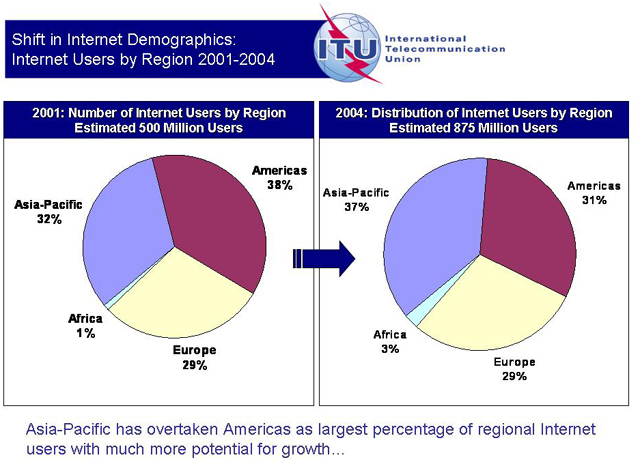 Shift in Internet Demographics:
Internet Users by Region 2001-2004
ITU
International
Telecommunication
Union
2001: Number of Internet Users by Region
Estimated 500 Million Users
Americas
38%
Asia-Pacific
32%
Africa
1%
Europe
29%
2004: Distribution of Internet Users by Region
Estimated 875 Million Users
Asia-Pacific
37%
Americas
31%
Africa
3%
Europe
29%
Asia-Pacific has overtaken Americas as largest percentage of regional Internet
users with much more potential for growth...